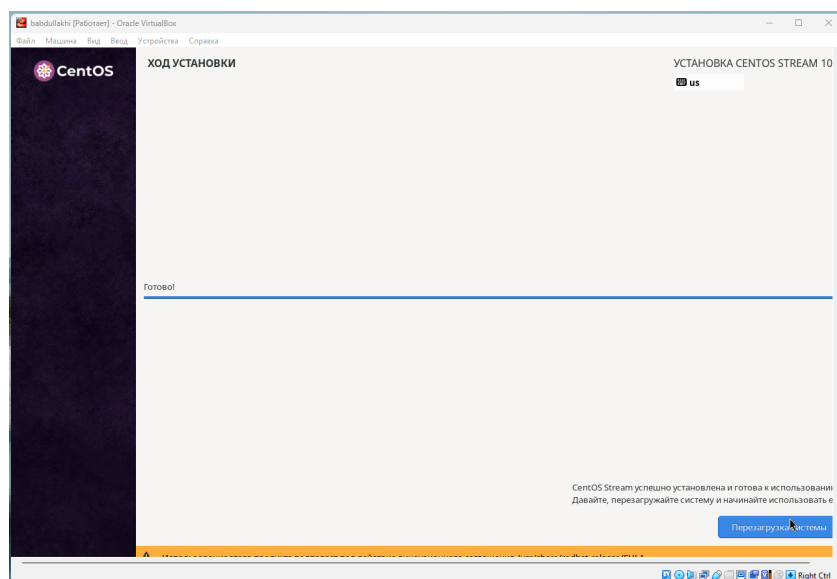 babdullakhi [Работает] - Oracle VirtualBox
Файл Машина Вид Ввод Устройства Справка
CentOS
ХОД УСТАНОВКИ
УСТАНОВКА CENTOS STREAM 10
us
Готово!
CentOS Stream успешно установлена и готова к использовани
Давайте, перезагружайте систему и начинайте использовать е
Перезагрузка системы
Right Ctrl